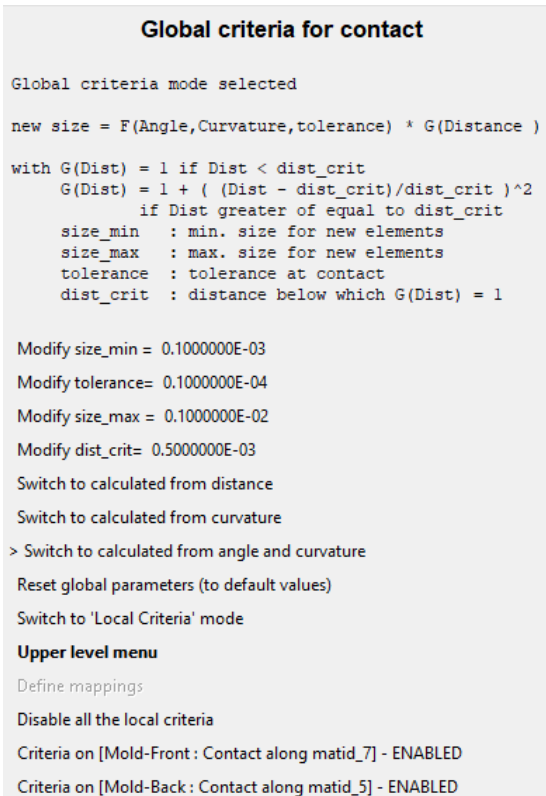 Global criteria for contact
Global criteria mode selected
new size = F(Angle,Curvature,tolerance) * G(Distance )
with G(Dist) = 1 if Dist < dist_crit
G(Dist) = 1 + ( (Dist - dist_crit)/dist_crit )^2
if Dist greater of equal to dist_crit
size_min : min. size for new elements
size_max : max. size for new elements
tolerance : tolerance at contact
dist_crit : distance below which G(Dist) = 1
Modify size_min = 0.1000000E-03
Modify tolerance= 0.1000000E-04
Modify size_max = 0.1000000E-02
Modify dist_crit= 0.5000000E-03
Switch to calculated from distance
Switch to calculated from curvature
> Switch to calculated from angle and curvature
Reset global parameters (to default values)
Switch to 'Local Criteria' mode
Upper level menu
Define mappings
Disable all the local criteria
Criteria on [Mold-Front : Contact along matid_7] - ENABLED
Criteria on [Mold-Back : Contact along matid_5] - ENABLED